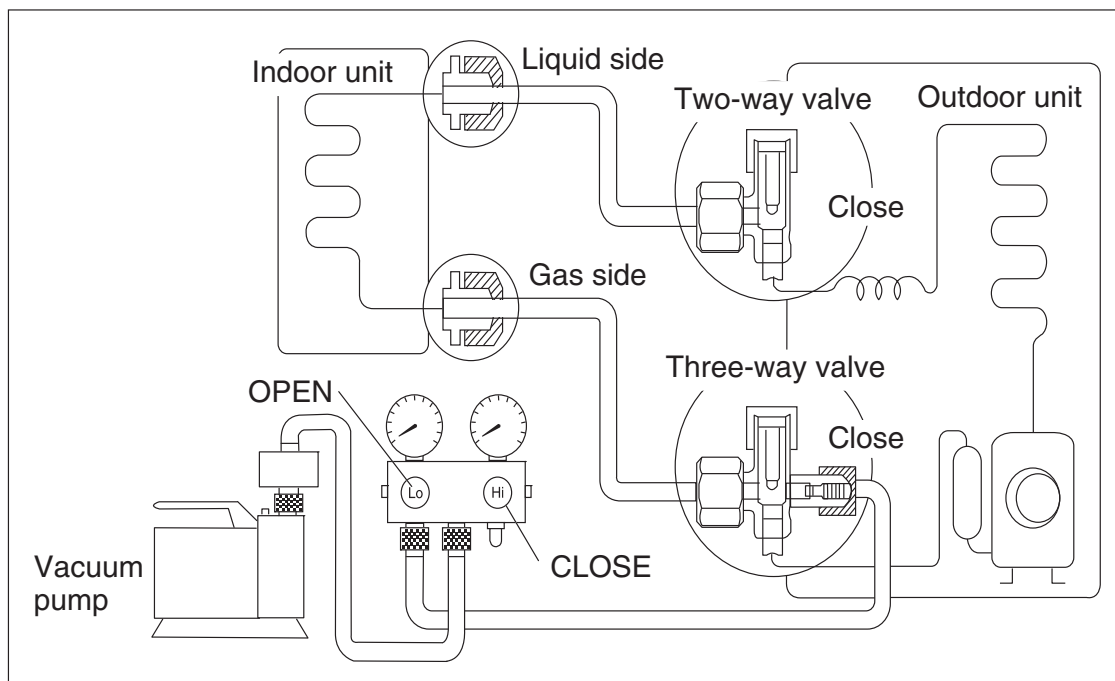 Indoor unit
Liquid side
Two-way valve
Outdoor unit
Close
Gas side
Three-way valve
OPEN
Close
Lo
Hi
CLOSE
Vacuum
pump